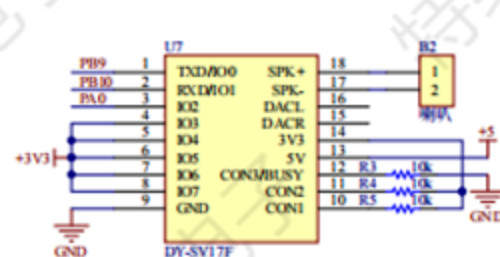 U7
B2
PB9 1 TXD/IO0 SPK+ 18 1
PB10 2 RXD/IO1 SPK- 17 2
PA0 3 IO2 DACL 16
4 IO3 DACR 15 喇叭
5 IO4 3V3 14 +5
+3V3 6 IO5 5V 13
7 IO6 CON3/BUSY 12 R3 10k
8 IO7 CON2 11 R4 10k
9 GND CON1 10 R5 10k
GND GND
DY-SV17F